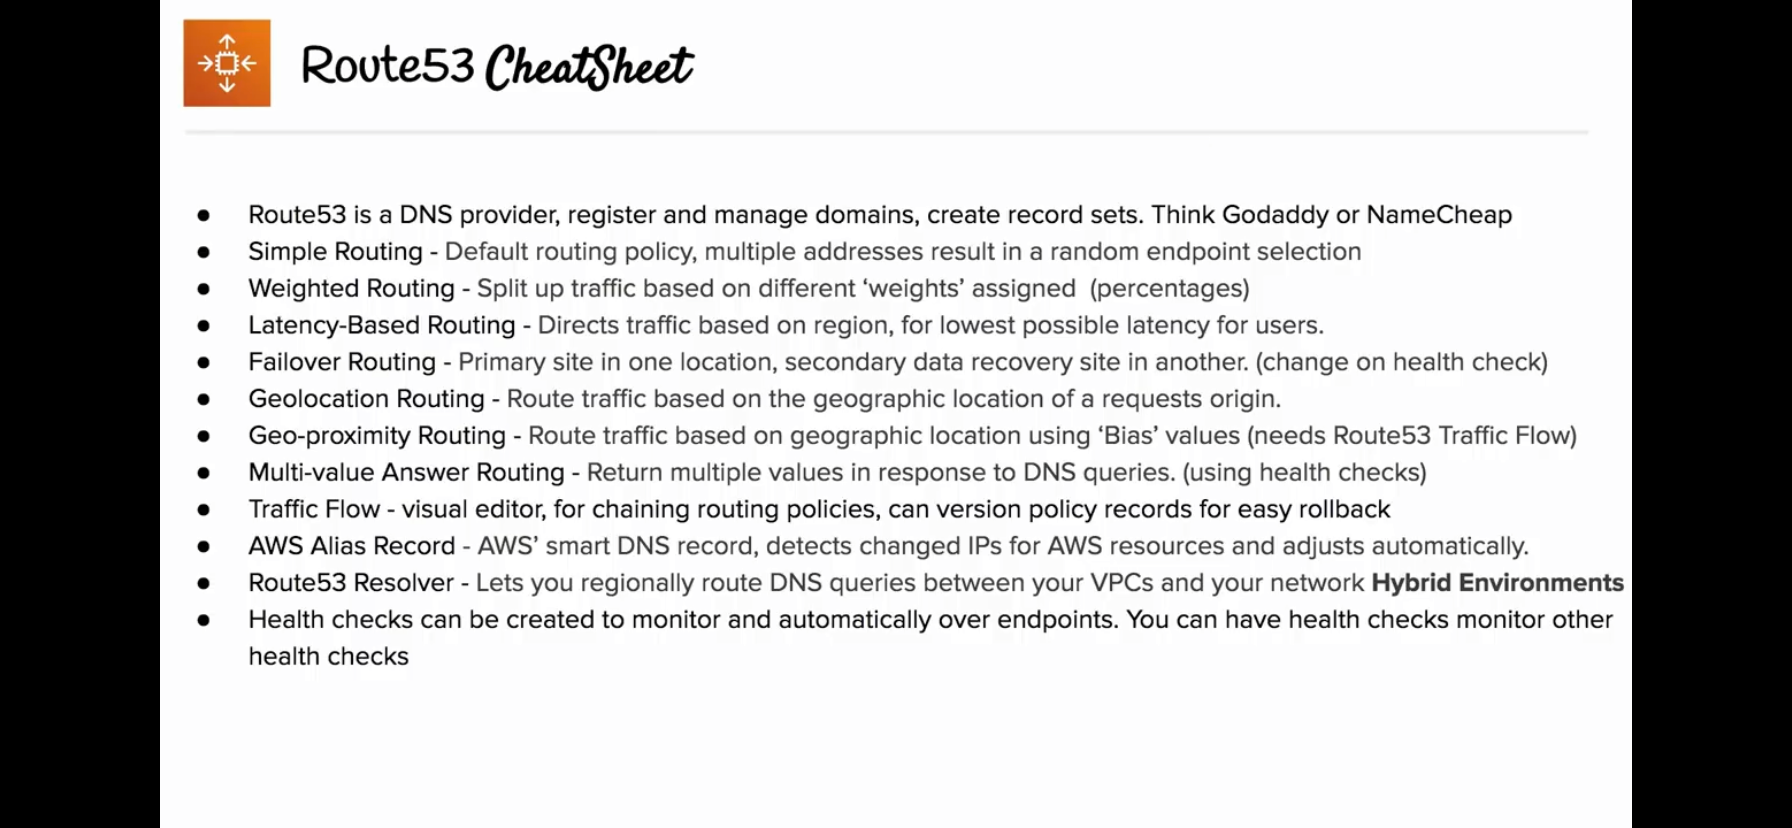 Route53 CheatSheet
● Route53 is a DNS provider, register and manage domains, create record sets. Think Godaddy or NameCheap
● Simple Routing - Default routing policy, multiple addresses result in a random endpoint selection
● Weighted Routing - Split up traffic based on different ‘weights’ assigned  (percentages)
● Latency-Based Routing - Directs traffic based on region, for lowest possible latency for users.
● Failover Routing - Primary site in one location, secondary data recovery site in another. (change on health check)
● Geolocation Routing - Route traffic based on the geographic location of a requests origin.
● Geo-proximity Routing - Route traffic based on geographic location using ‘Bias’ values (needs Route53 Traffic Flow)
● Multi-value Answer Routing - Return multiple values in response to DNS queries. (using health checks)
● Traffic Flow - visual editor, for chaining routing policies, can version policy records for easy rollback
● AWS Alias Record - AWS’ smart DNS record, detects changed IPs for AWS resources and adjusts automatically.
● Route53 Resolver - Lets you regionally route DNS queries between your VPCs and your network Hybrid Environments
● Health checks can be created to monitor and automatically over endpoints. You can have health checks monitor other
health checks